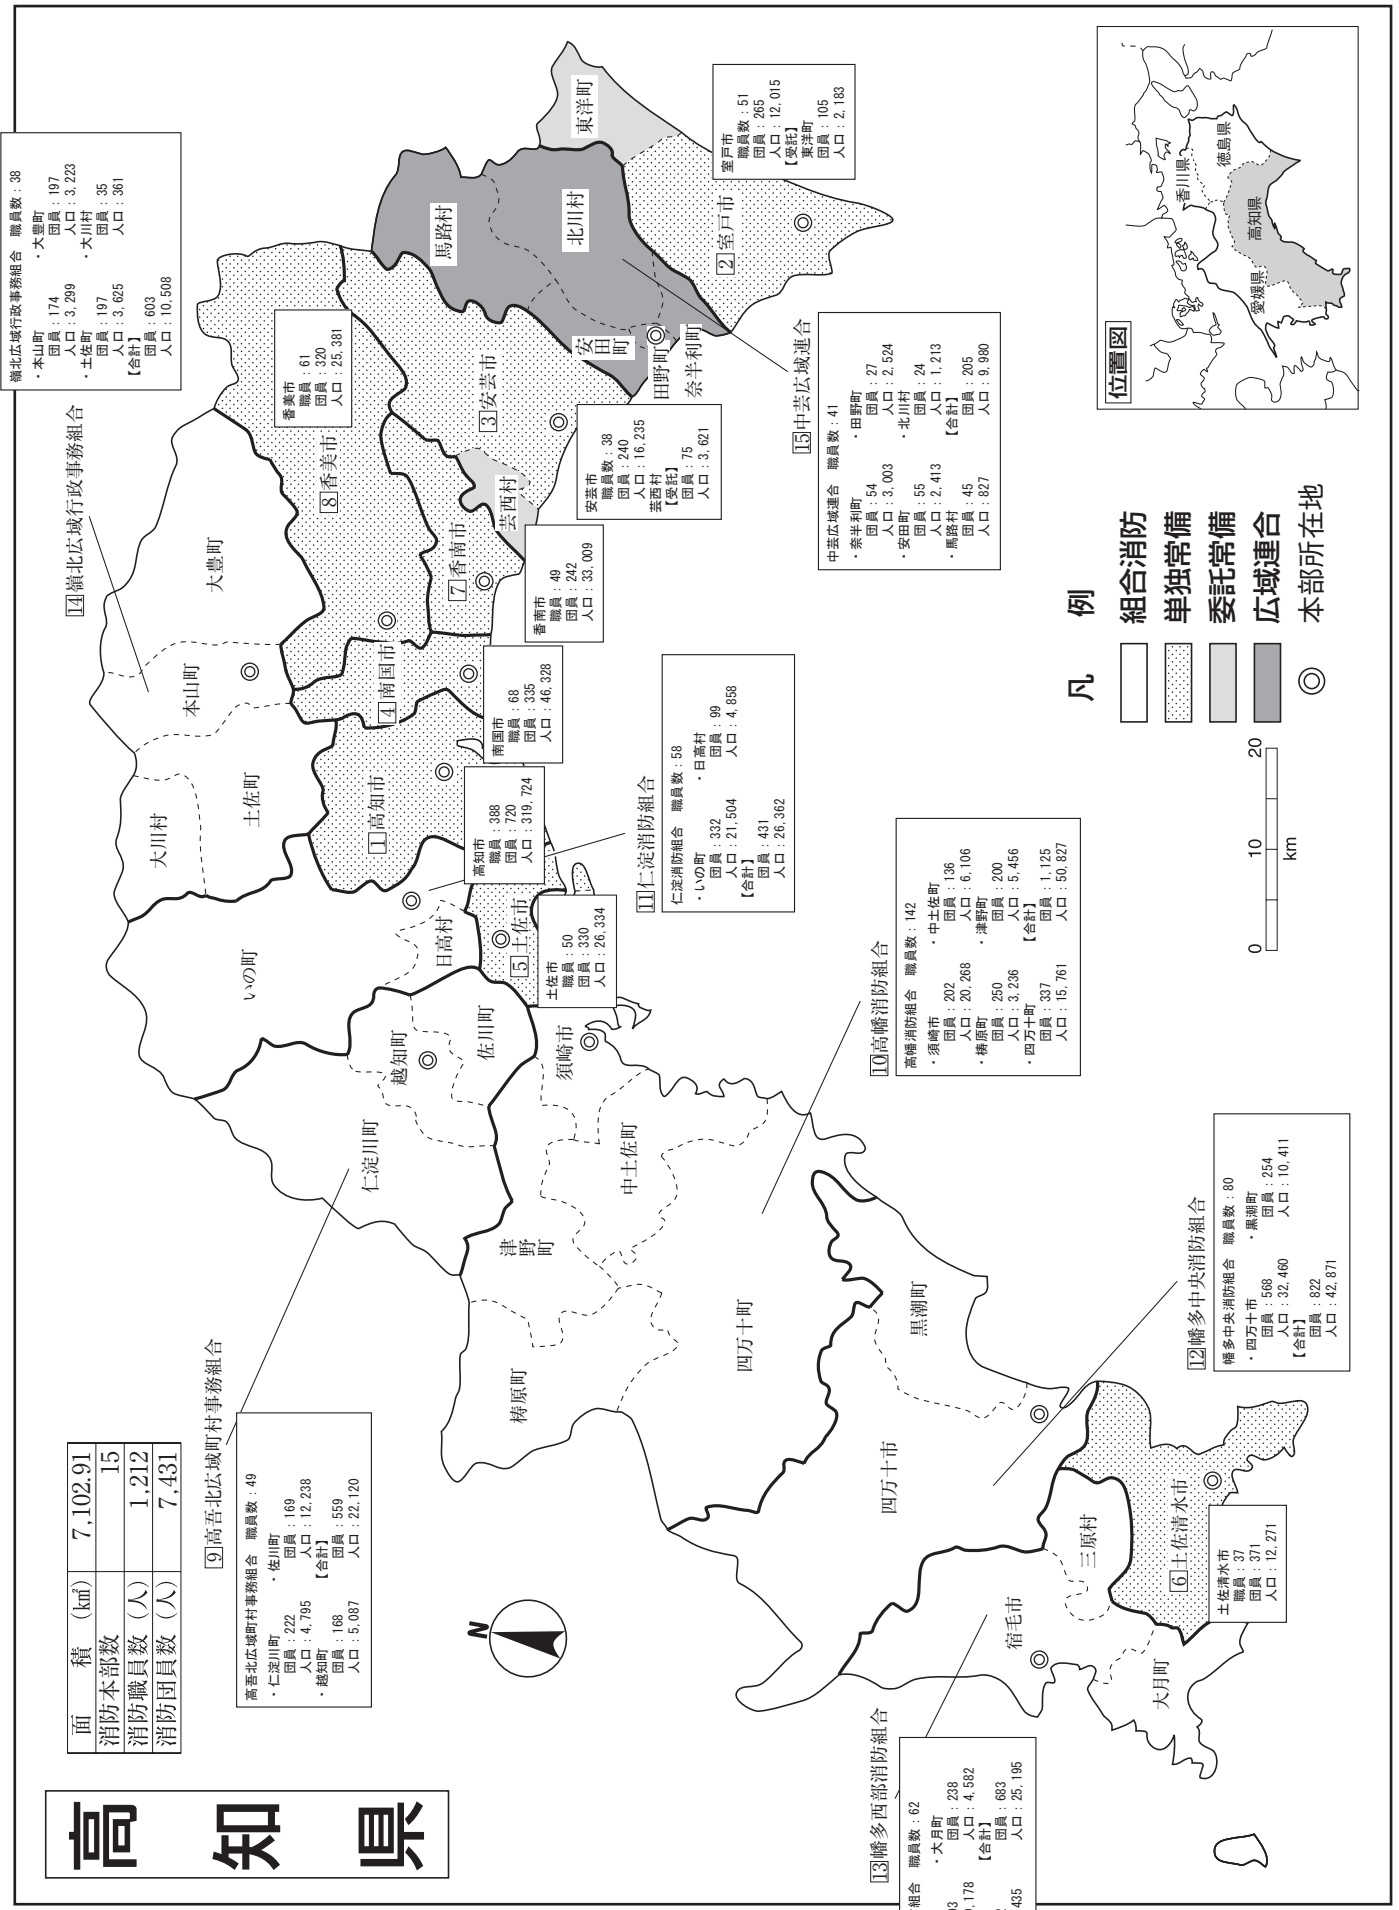 高知県
面　積 (k㎡) 7,102.91
消防本部数 15
消防職員数 (人) 1,212
消防団員数 (人) 7,431
9 高吾北広域町村事務組合
高吾北広域町村事務組合　職員数：49
・仁淀川町　・佐川町
団員：222　団員：169
人口：4,795　人口：12,238
・越知町　【合計】
団員：168　団員：559
人口：5,087　人口：22,120
14 嶺北広域行政事務組合
嶺北広域行政事務組合　職員数：38
・本山町　・大豊町
団員：174　団員：197
人口：3,299　人口：3,223
・土佐町　・大川村
団員：197　団員：35
人口：3,625　人口：361
【合計】
団員：603
人口：10,508
大豊町
本山町
大川村
土佐町
いの町
日高村
越知町
佐川町
仁淀川町
須崎市
中土佐町
津野町
梼原町
四万十町
黒潮町
四万十市
三原村
宿毛市
大月町
1 高知市
2 室戸市
3 安芸市
4 南国市
5 土佐市
6 土佐清水市
7 香南市
8 香美市
芸西村
馬路村
北川村
東洋町
安田町
田野町
奈半利町
香美市
職員：61
団員：320
人口：25,381
室戸市
職員数：51
団員：265
人口：12,015
【受託】
東洋町
団員：105
人口：2,183
安芸市
職員数：38
団員：240
人口：16,235
芸西村
【受託】
団員：75
人口：3,621
香南市
職員：49
団員：242
人口：33,009
南国市
職員：68
団員：335
人口：46,328
高知市
職員：388
団員：720
人口：319,724
土佐市
職員：50
団員：330
人口：26,334
15 中芸広域連合
中芸広域連合　職員数：41
・奈半利町　・田野町
団員：54　団員：27
人口：3,003　人口：2,524
・安田町　・北川村
団員：55　団員：24
人口：2,413　人口：1,213
・馬路村　【合計】
団員：45　団員：205
人口：827　人口：9,980
11 仁淀消防組合
仁淀消防組合　職員数：58
・いの町　・日高村
団員：332　団員：99
人口：21,504　人口：4,858
【合計】
団員：431
人口：26,362
10 高幡消防組合
高幡消防組合　職員数：142
・須崎市　・中土佐町
団員：202　団員：136
人口：20,268　人口：6,106
・梼原町　・津野町
団員：250　団員：200
人口：3,236　人口：5,456
・四万十町　【合計】
団員：337　団員：1,125
人口：15,761　人口：50,827
12 幡多中央消防組合
幡多中央消防組合　職員数：80
・四万十市　・黒潮町
団員：568　団員：254
人口：32,460　人口：10,411
【合計】
団員：822
人口：42,871
土佐清水市
職員：37
団員：371
人口：12,271
13 幡多西部消防組合
組合　職員数：62
・大月町
団員：238
,178　人口：4,582
【合計】
団員：683
435　人口：25,195
N
凡　例
組合消防
単独常備
委託常備
広域連合
本部所在地
0　10　20
km
位置図
香川県
徳島県
愛媛県
高知県